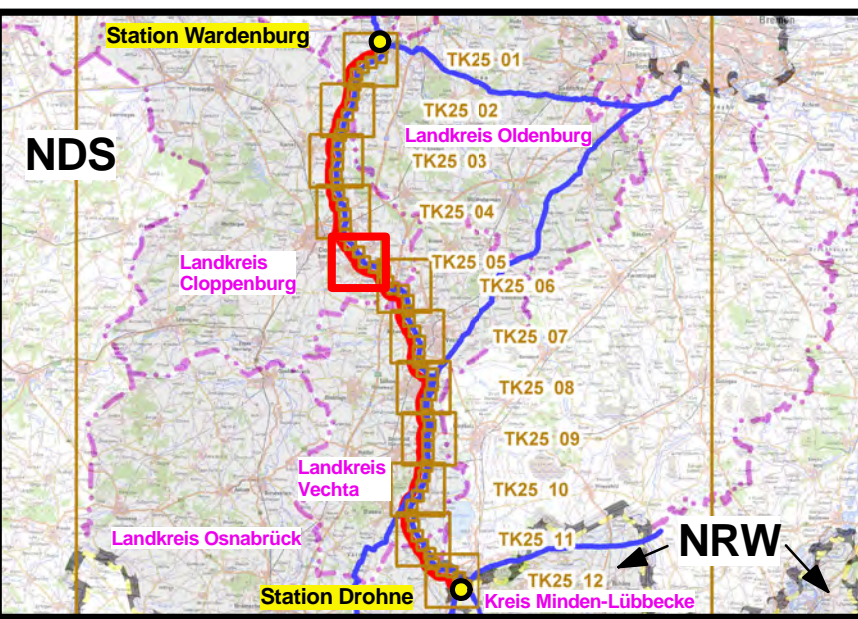 Bremen
Station Wardenburg
TK25 01
TK25 02
Landkreis Oldenburg
NDS
TK25 03
TK25 04
Landkreis
Cloppenburg
TK25 05
TK25 06
TK25 07
TK25 08
TK25 09
Landkreis
Vechta
TK25 10
Landkreis Osnabrück
TK25 11
NRW
TK25 12
Station Drohne
Kreis Minden-Lübbecke